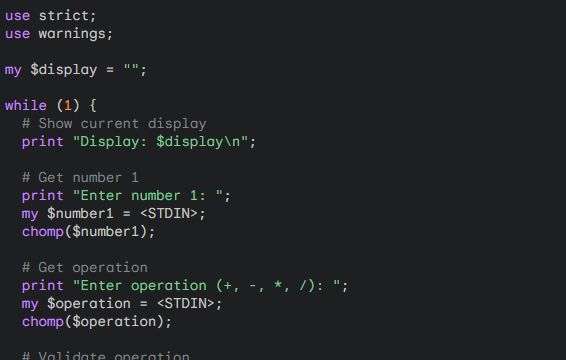 use strict;
use warnings;

my $display = "";

while (1) {
  # Show current display
  print "Display: $display\n";

  # Get number 1
  print "Enter number 1: ";
  my $number1 = <STDIN>;
  chomp($number1);

  # Get operation
  print "Enter operation (+, -, *, /): ";
  my $operation = <STDIN>;
  chomp($operation);

  # Validate operation